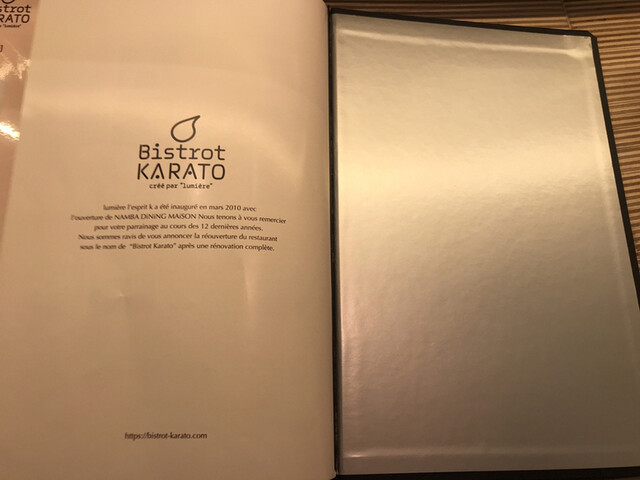 Bistrot
KARATO
créé par "lumière"
lumière l'esprit k a été inauguré en mars 2010 avec
l'ouverture de NAMBA DINING MAISON Nous tenons à vous remercier
pour votre parrainage au cours des 12 dernières années.
Nous sommes ravis de vous annoncer la réouverture du restaurant
sous le nom de "Bistrot Karato" après une rénovation complète.
https://bistrot-karato.com